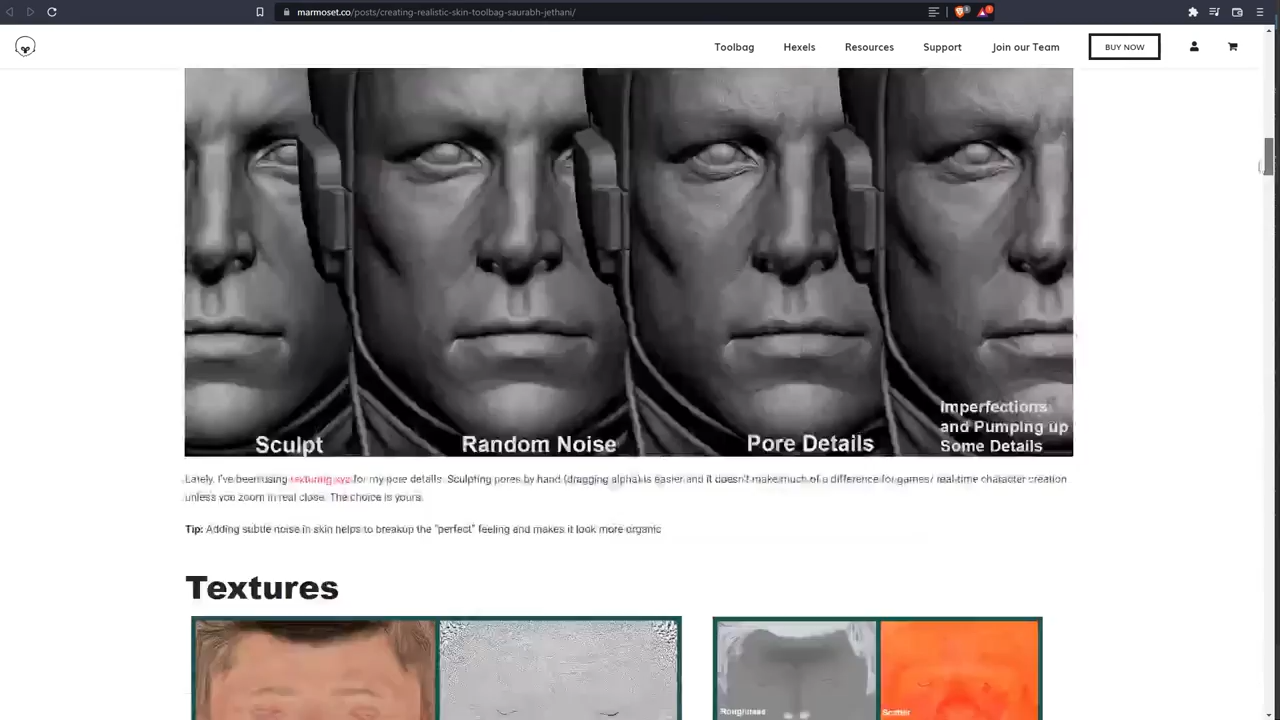 marmoset.co/posts/creating-realistic-skin-toolbag-saurabh-jethani/
Toolbag Hexels Resources Support Join our Team BUY NOW
Sculpt
Random Noise
Pore Details
Imperfections
and Pumping up
Some Details
Lately, I've been using texturing xyz for my pore details. Sculpting pores by hand (dragging alpha) is easier and it doesn't make much of a difference for games / real-time character creation
unless you zoom in real close. The choice is yours.
Tip: Adding subtle noise in skin helps to breakup the "perfect" feeling and makes it look more organic
Textures
Roughness
Scatter